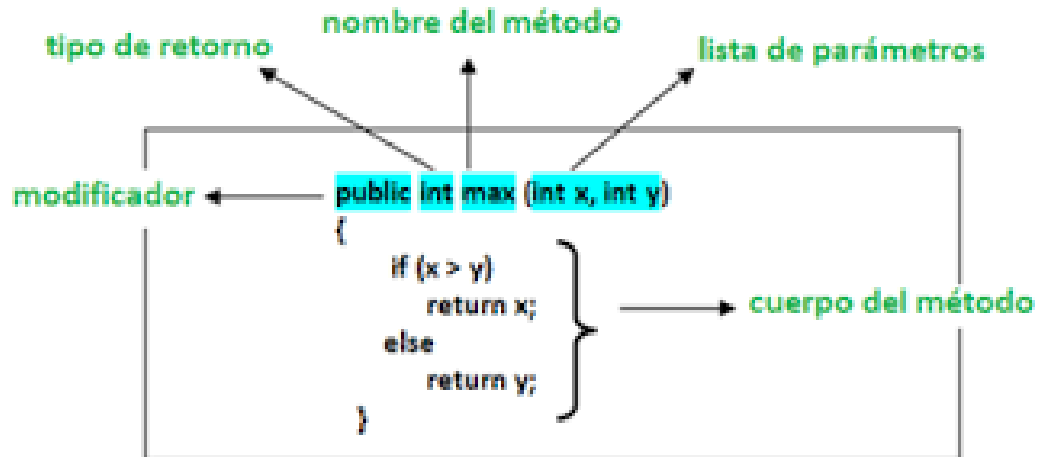 nombre del método
tipo de retorno
lista de parámetros
modificador
public int max (int x, int y)
{
if (x > y)
return x;
else
return y;
}
cuerpo del método